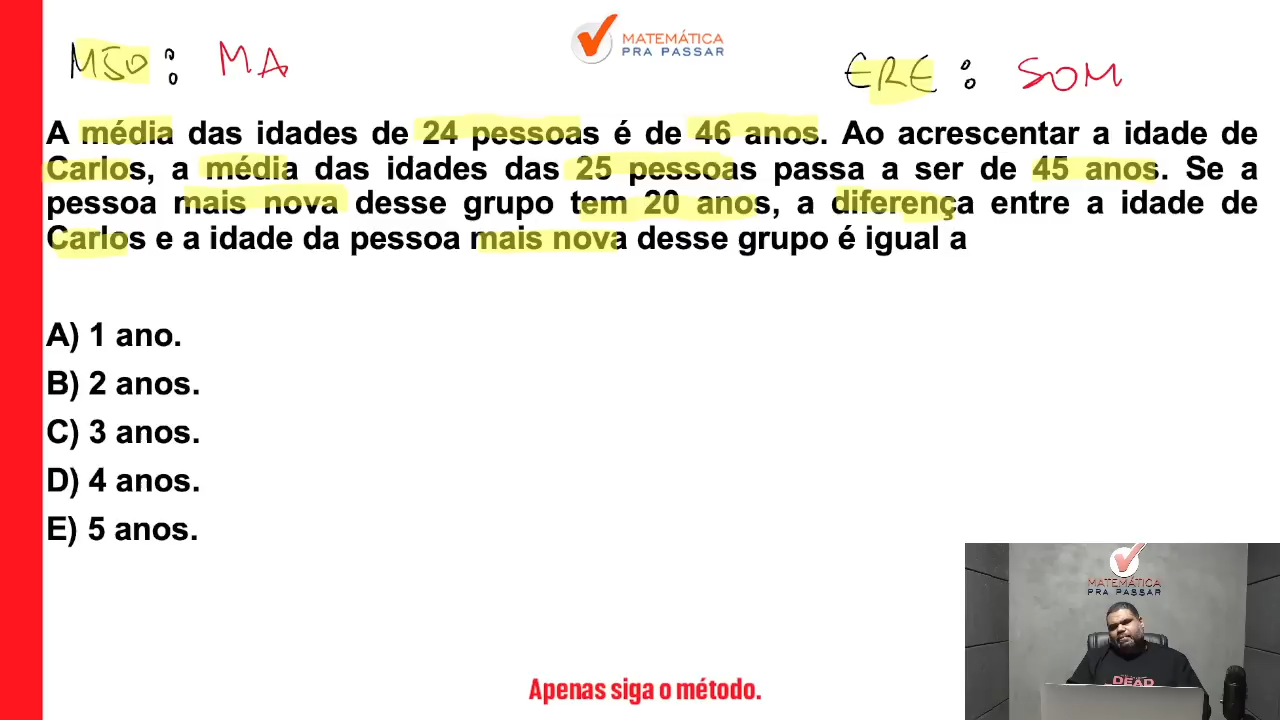 MATEMÁTICA
PRA PASSAR
M50: MA
ERE: SOM
A média das idades de 24 pessoas é de 46 anos. Ao acrescentar a idade de
Carlos, a média das idades das 25 pessoas passa a ser de 45 anos. Se a
pessoa mais nova desse grupo tem 20 anos, a diferença entre a idade de
Carlos e a idade da pessoa mais nova desse grupo é igual a
A) 1 ano.
B) 2 anos.
C) 3 anos.
D) 4 anos.
E) 5 anos.
MATEMÁTICA
PRA PASSAR
DEAD
Apenas siga o método.